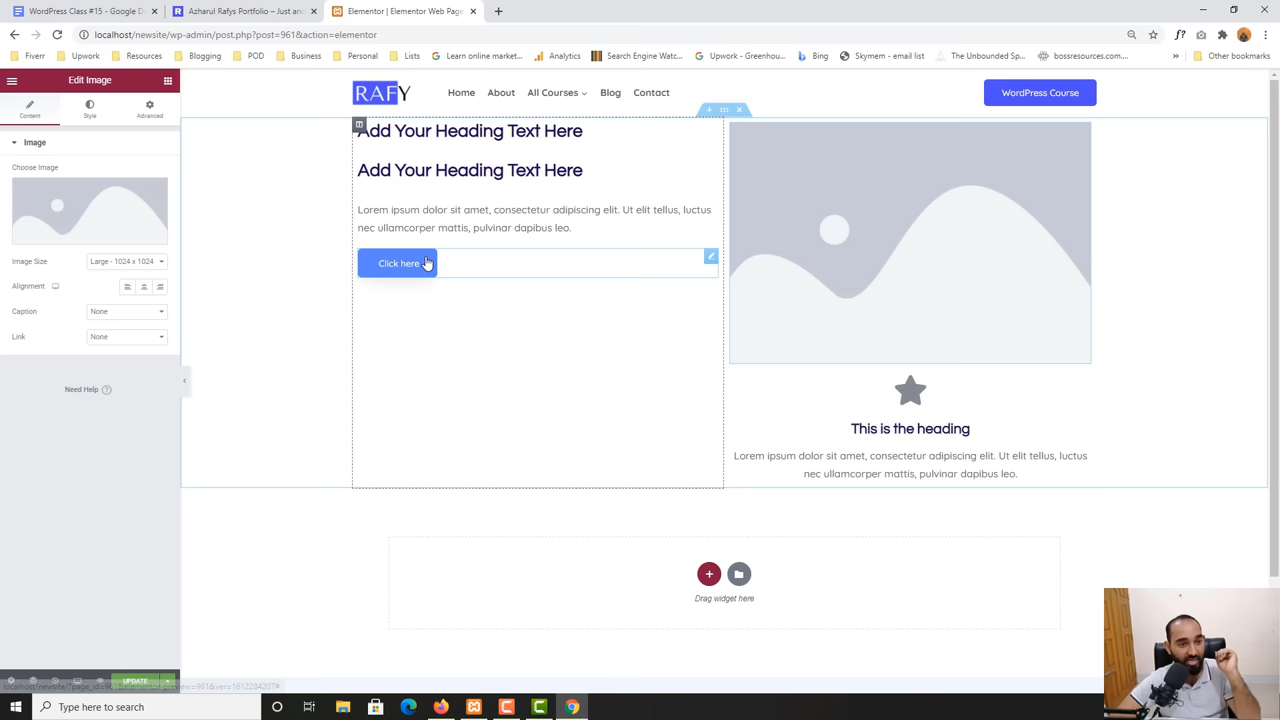 WordPress Class #15 - Google D
Azharul Rafys Portfolio – Just an
Elementor | Elementor Web Page
localhost/newsite/wp-admin/post.php?post=961&action=elementor
Fiverr
Upwork
Resources
Blogging
POD
Business
Personal
Lists
Learn online market...
Analytics
Search Engine Watc...
Upwork - Greenhou...
Bing
Skymem - email list
The Unbounded Sp...
bossresources.com...
»
Other bookmarks
Edit Image
Content
Style
Advanced
Image
Choose Image
Image Size
Large - 1024 x 1024
Alignment
Caption
None
Link
None
Need Help
UPDATE
RAFY
Home
About
All Courses
Blog
Contact
WordPress Course
Add Your Heading Text Here
Add Your Heading Text Here
Lorem ipsum dolor sit amet, consectetur adipiscing elit. Ut elit tellus, luctus
nec ullamcorper mattis, pulvinar dapibus leo.
Click here
This is the heading
Lorem ipsum dolor sit amet, consectetur adipiscing elit. Ut elit tellus, luctus
nec ullamcorper mattis, pulvinar dapibus leo.
Drag widget here
Type here to search